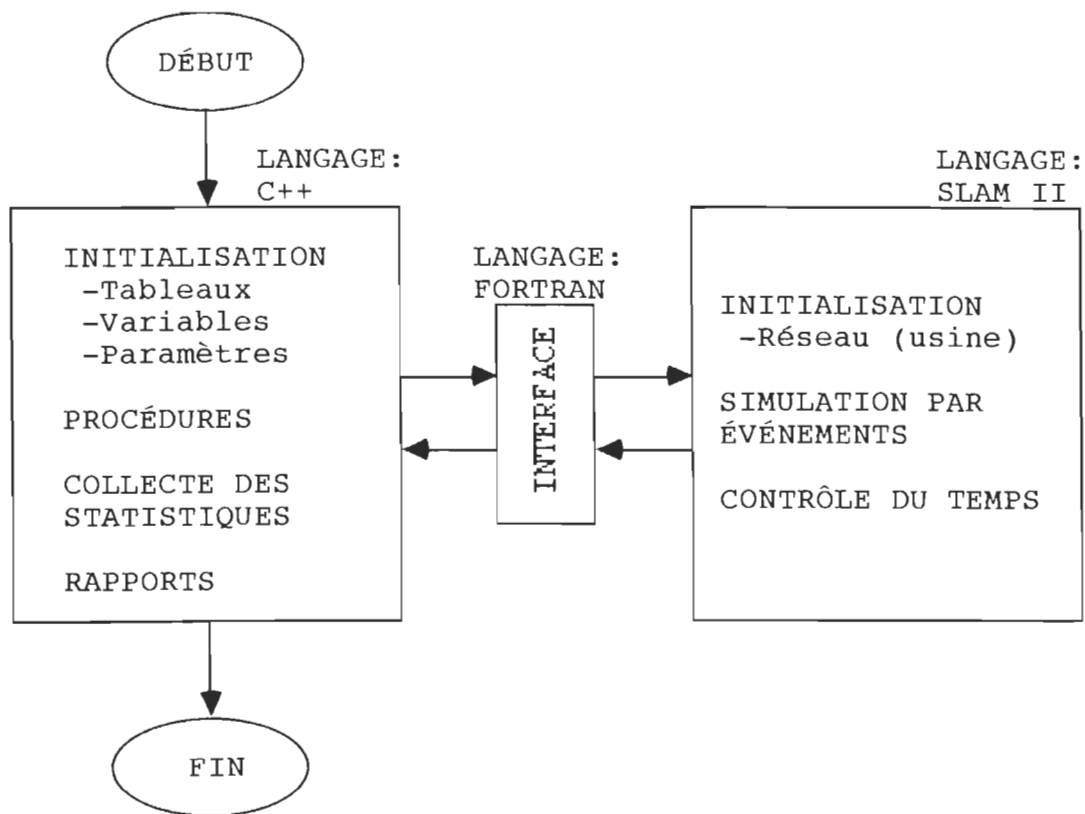 DÉBUT
LANGAGE:
C++
INITIALISATION
-Tableaux
-Variables
-Paramètres
PROCÉDURES
COLLECTE DES
STATISTIQUES
RAPPORTS
LANGAGE:
FORTRAN
INTERFACE
LANGAGE:
SLAM II
INITIALISATION
-Réseau (usine)
SIMULATION PAR
ÉVÉNEMENTS
CONTRÔLE DU TEMPS
FIN